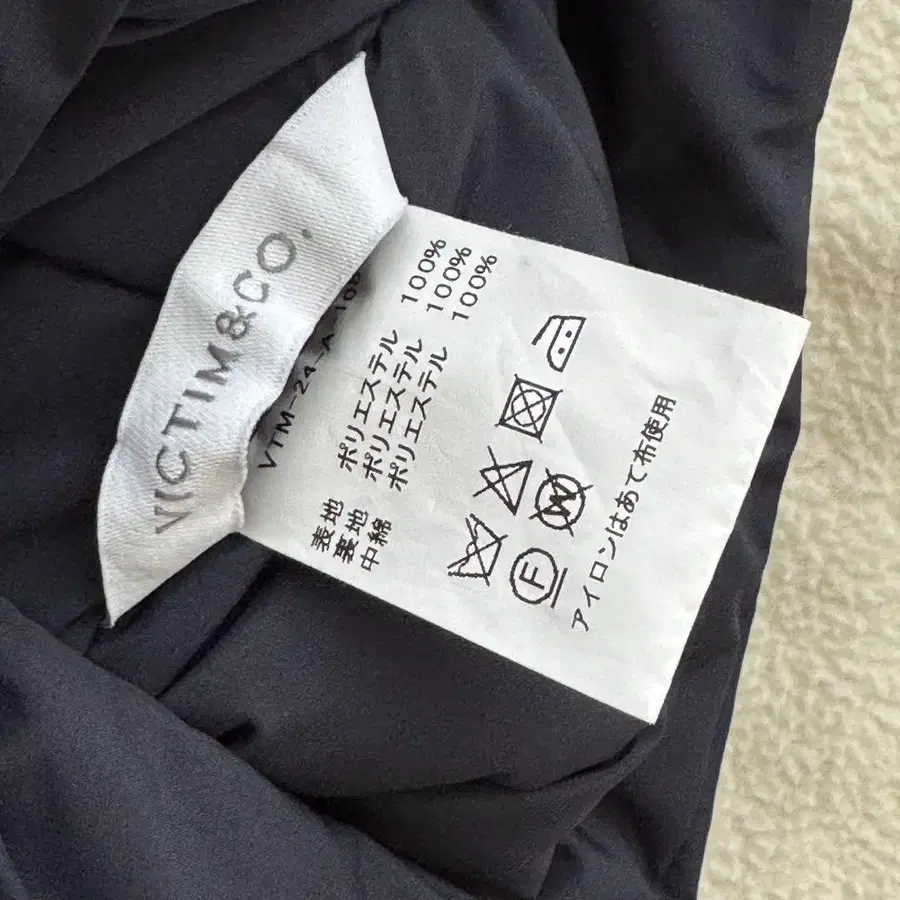 VICTIM&CO.
VTM-24-A-10
表地 ポリエステル 100%
裏地 ポリエステル 100%
中綿 ポリエステル 100%
W
F
アイロンはあて布使用